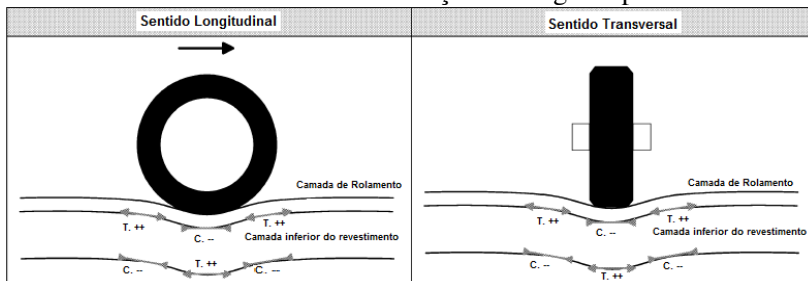 Sentido Longitudinal
Camada de Rolamento
T. ++
T. ++
C. --
Camada inferior do revestimento
T. ++
C. --
C. --
Sentido Transversal
Camada de Rolamento
T. ++
T. ++
C. --
Camada inferior do revestimento
C. --
C. --
T. ++